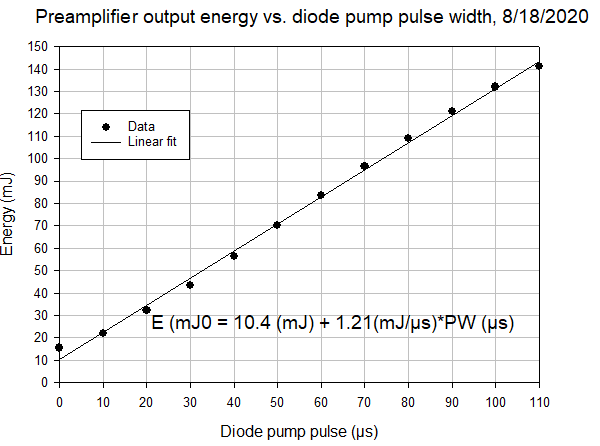 Preamplifier output energy vs. diode pump pulse width, 8/18/2020
150
140
130
120
110
100
90
80
70
60
50
40
30
20
10
0
Energy (mJ)
Data
Linear fit
E (mJ0 = 10.4 (mJ) + 1.21(mJ/µs)*PW (µs)
0 10 20 30 40 50 60 70 80 90 100 110
Diode pump pulse (µs)